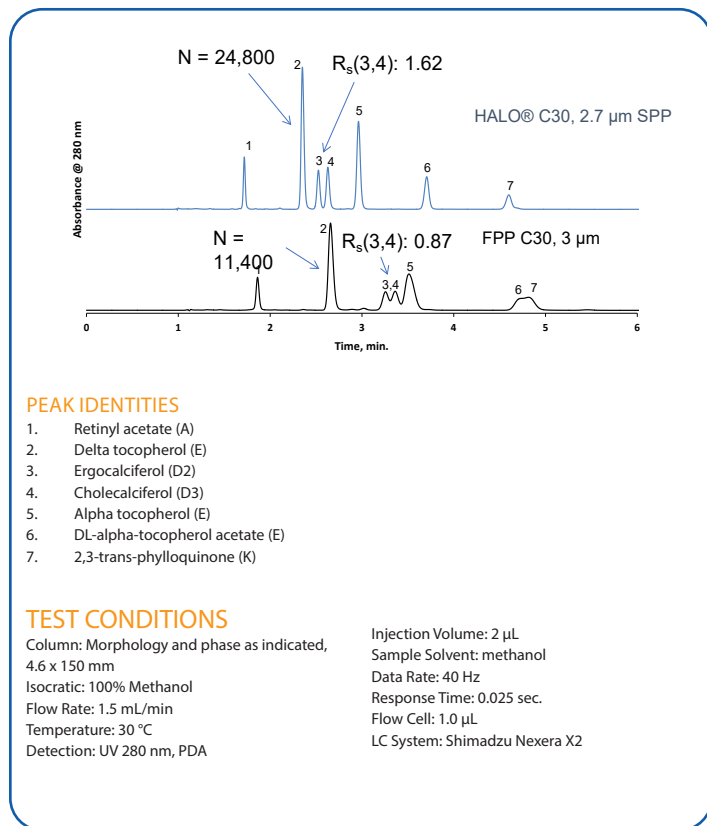 N = 24,800
2
Rs(3,4): 1.62
5
HALO® C30, 2.7 µm SPP
1
3 4
6
7
Absorbance @ 280 nm
N =
11,400
2
Rs(3,4): 0.87
FPP C30, 3 µm
1
3,4
5
6 7
0 1 2 3 4 5 6
Time, min.
PEAK IDENTITIES
1. Retinyl acetate (A)
2. Delta tocopherol (E)
3. Ergocalciferol (D2)
4. Cholecalciferol (D3)
5. Alpha tocopherol (E)
6. DL-alpha-tocopherol acetate (E)
7. 2,3-trans-phylloquinone (K)
TEST CONDITIONS
Column: Morphology and phase as indicated,
4.6 x 150 mm
Isocratic: 100% Methanol
Flow Rate: 1.5 mL/min
Temperature: 30 °C
Detection: UV 280 nm, PDA
Injection Volume: 2 µL
Sample Solvent: methanol
Data Rate: 40 Hz
Response Time: 0.025 sec.
Flow Cell: 1.0 µL
LC System: Shimadzu Nexera X2